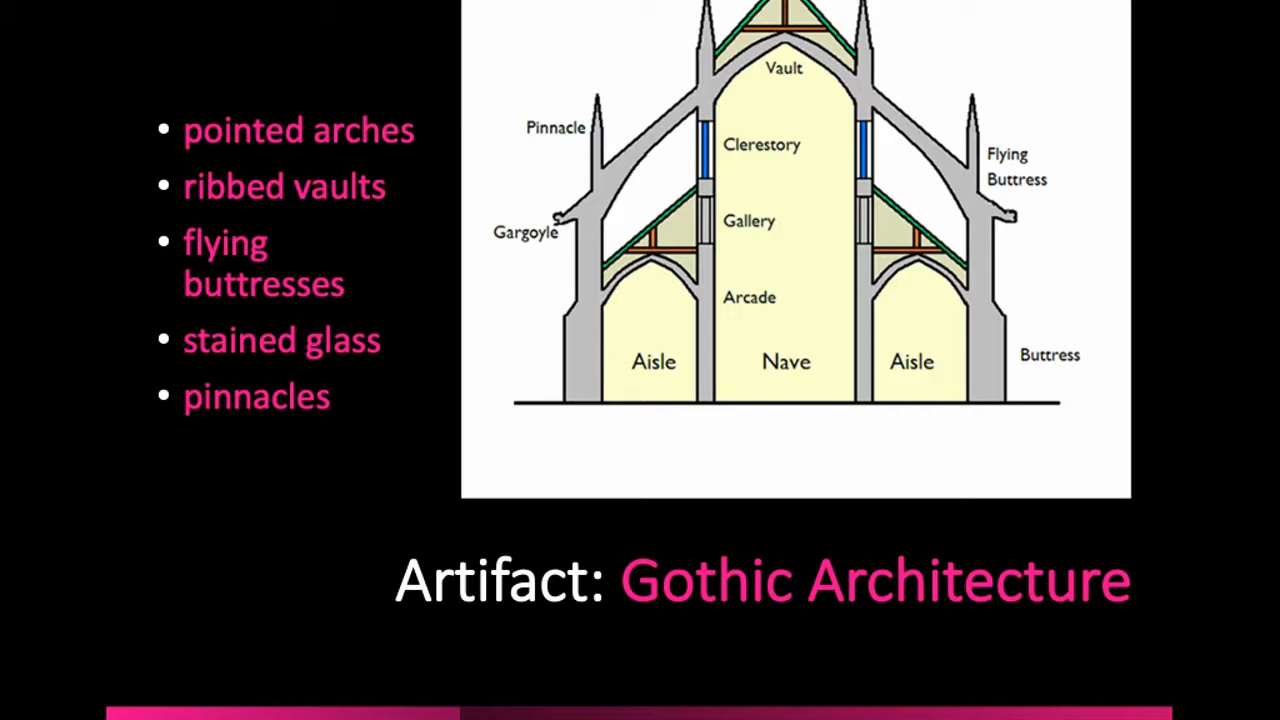 • pointed arches
• ribbed vaults
• flying
buttresses
• stained glass
• pinnacles
Vault
Pinnacle
Clerestory
Flying
Buttress
Gallery
Gargoyle
Arcade
Aisle
Nave
Aisle
Buttress
Artifact: Gothic Architecture